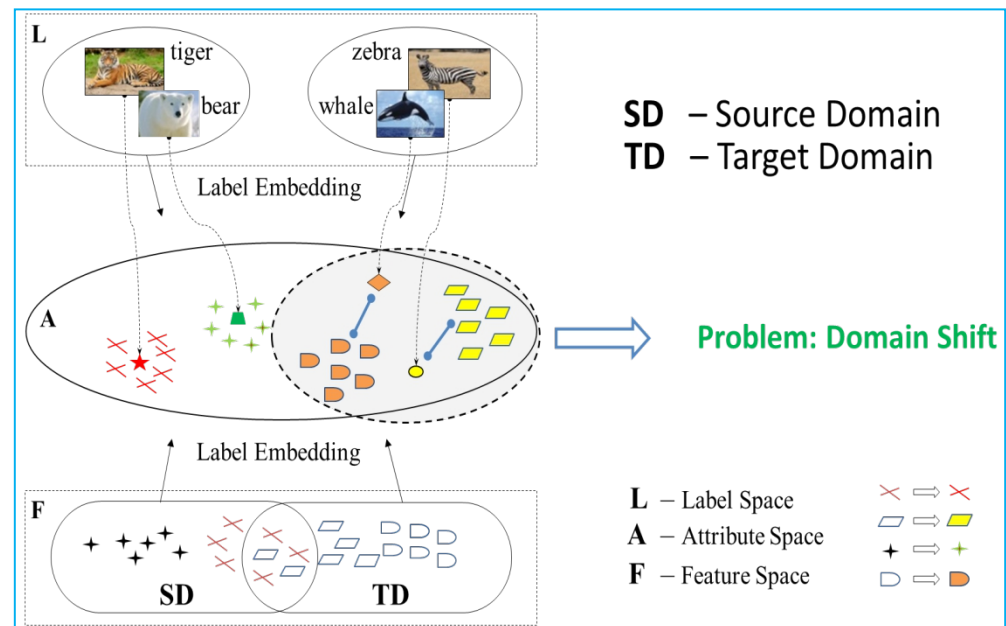 L
tiger
bear
zebra
whale
SD – Source Domain
TD – Target Domain
Label Embedding
A
Problem: Domain Shift
Label Embedding
F
SD
TD
L – Label Space
A – Attribute Space
F – Feature Space